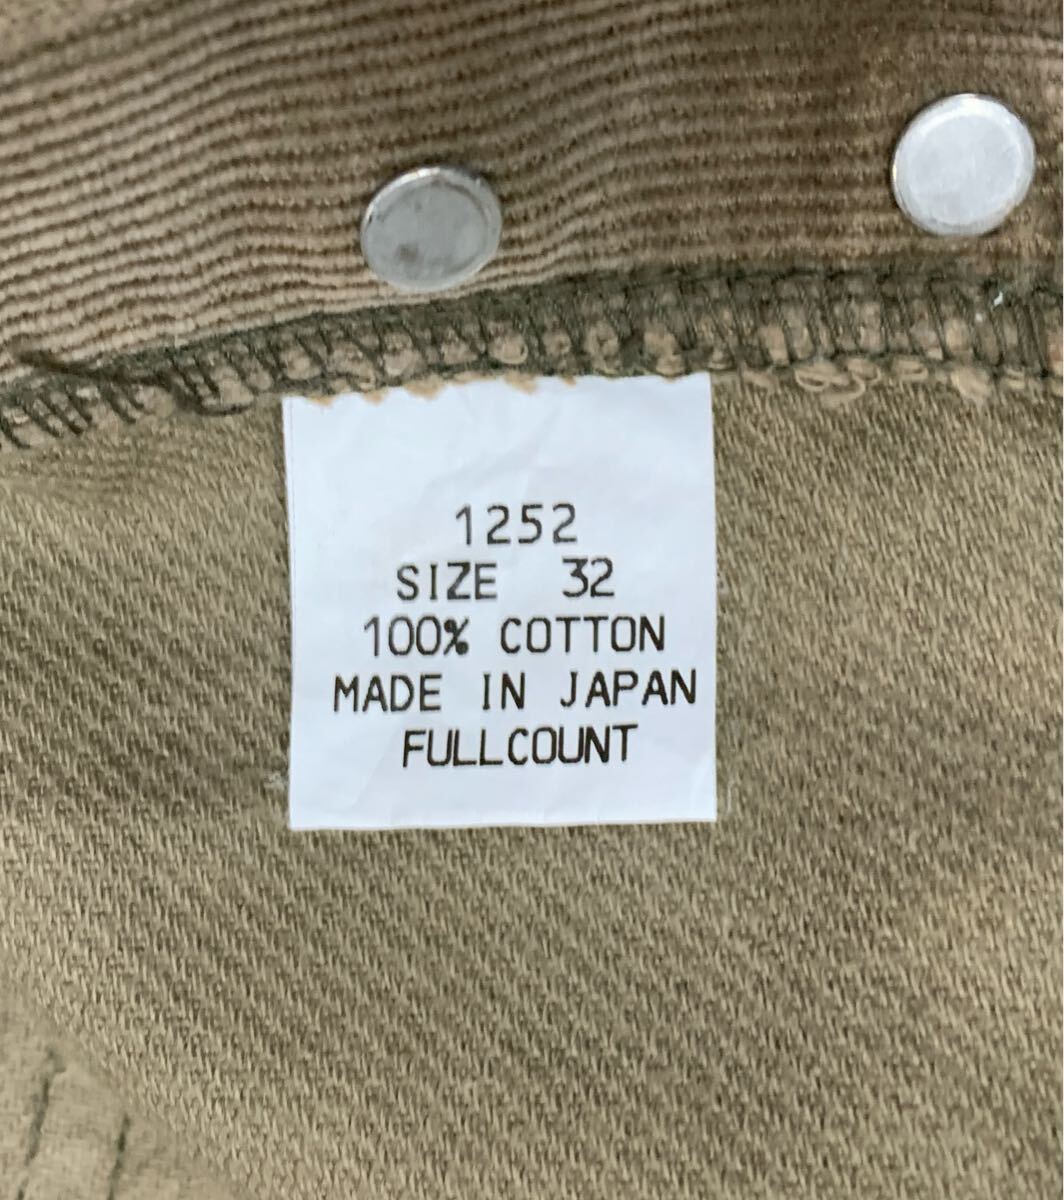 1252
SIZE 32
100% COTTON
MADE IN JAPAN
FULLCOUNT